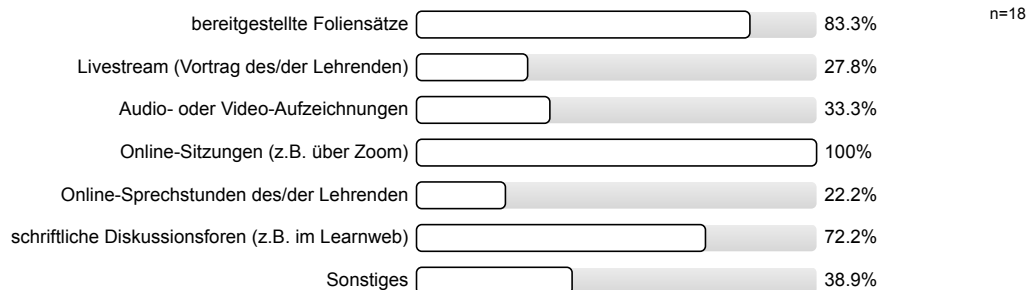 bereitgestellte Foliensätze 83.3% n=18
Livestream (Vortrag des/der Lehrenden) 27.8%
Audio- oder Video-Aufzeichnungen 33.3%
Online-Sitzungen (z.B. über Zoom) 100%
Online-Sprechstunden des/der Lehrenden 22.2%
schriftliche Diskussionsforen (z.B. im Learnweb) 72.2%
Sonstiges 38.9%